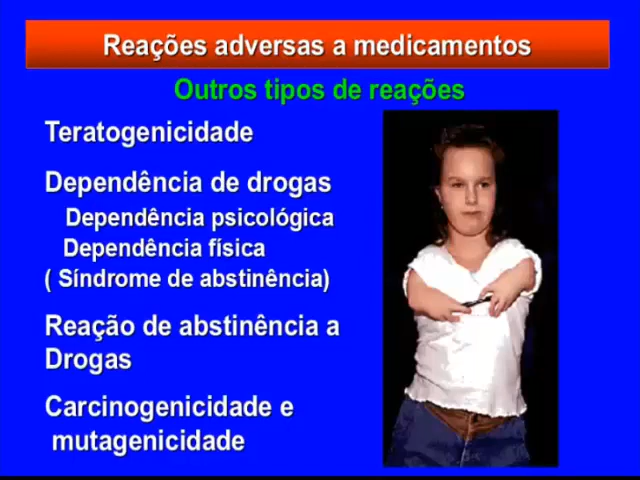 Reações adversas a medicamentos
Outros tipos de reações
Teratogenicidade
Dependência de drogas
Dependência psicológica
Dependência física
( Síndrome de abstinência)
Reação de abstinência a
Drogas
Carcinogenicidade e
mutagenicidade